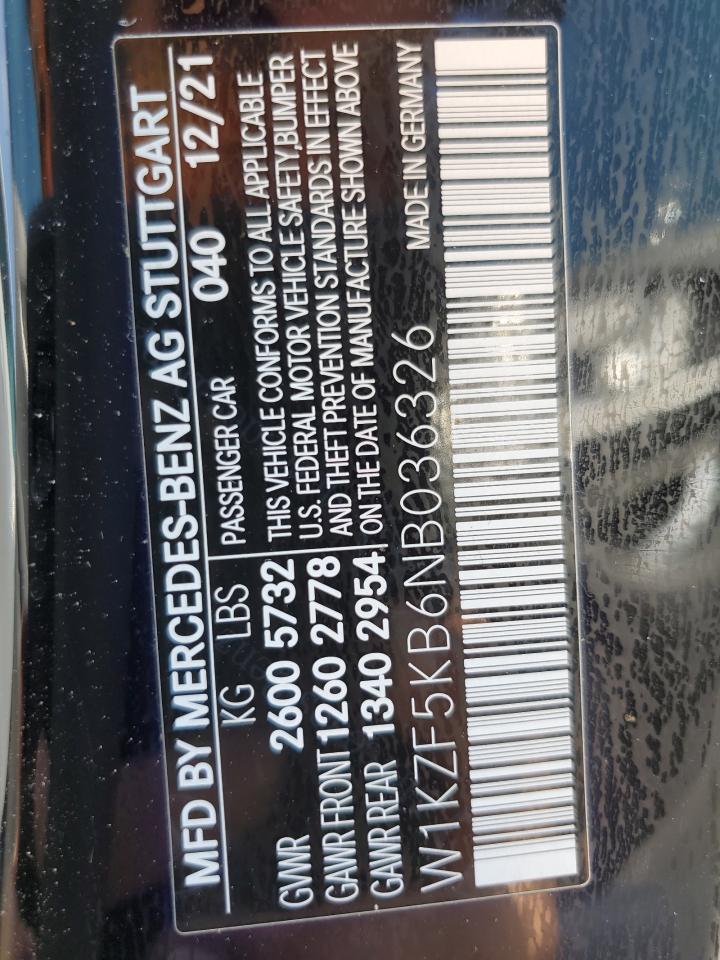 MFD BY MERCEDES-BENZ AG STUTTGART
KG LBS PASSENGER CAR 040 12/21
GVWR 2600 5732 THIS VEHICLE CONFORMS TO ALL APPLICABLE
GAWR FRONT 1260 2778 U.S. FEDERAL MOTOR VEHICLE SAFETY,BUMPER
AND THEFT PREVENTION STANDARDS IN EFFECT
GAWR REAR 1340 2954 ON THE DATE OF MANUFACTURE SHOWN ABOVE
W1KZF5KB6NB036326 MADE IN GERMANY